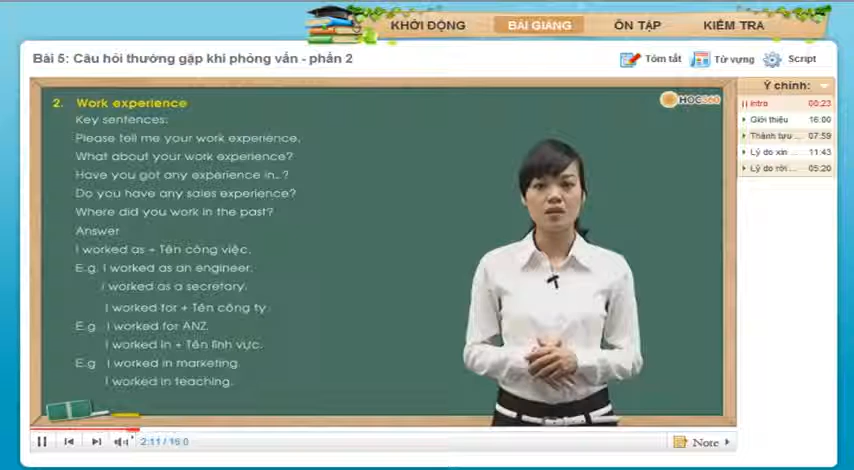 KHỞI ĐỘNG
BÀI GIẢNG
ÔN TẬP
KIỂM TRA
Bài 5: Câu hỏi thường gặp khi phỏng vấn - phần 2
Tóm tắt
Từ vựng
Script
2. Work experience
Key sentences:
Please tell me your work experience.
What about your work experience?
Have you got any experience in...?
Do you have any sales experience?
Where did you work in the past?
Answer
I worked as + Tên công việc.
E.g. I worked as an engineer.
I worked as a secretary.
I worked for + Tên công ty
E.g. I worked for ANZ.
I worked in + Tên lĩnh vực.
E.g I worked in marketing.
I worked in teaching.
HOC360
Ý chính:
Intro 00:23
Giới thiệu 16:00
Thành tựu ... 07:59
Lý do xin ... 11:43
Lý do rời ... 05:20
2:11 / 16:0
Note